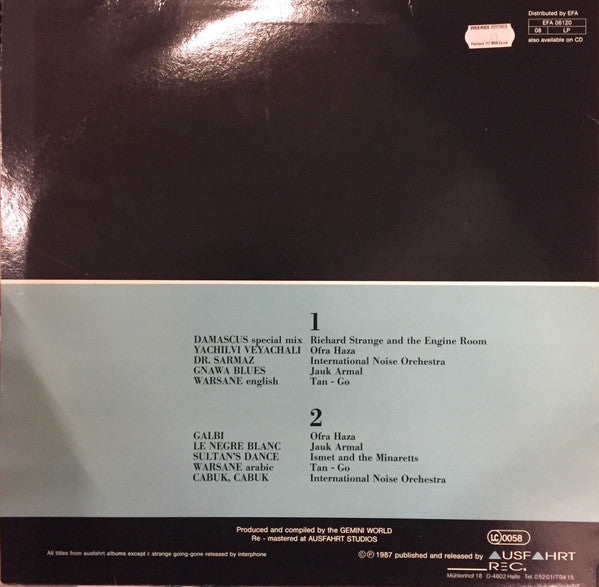 Distributed by EFA
EFA 06120
08 LP
also available on CD
1
DAMASCUS special mix Richard Strange and the Engine Room
YACHILVI VEYACHALI Ofra Haza
DR. SARMAZ International Noise Orchestra
GNAWA BLUES Jauk Armal
WARSANE english Tan - Go
2
GALBI Ofra Haza
LE NEGRE BLANC Jauk Armal
SULTAN'S DANCE Ismet and the Minaretts
WARSANE arabic Tan - Go
CABUK, CABUK International Noise Orchestra
Produced and compiled by the GEMINI WORLD
Re - mastered at AUSFAHRT STUDIOS
LC 0058
All titles from ausfahrt albums except r. strange going-gone released by interphone
©℗ 1987 published and released by AUSFAHRT
REC.
Mühlenhof 18 D-4802 Halle Tel. 05201/70415